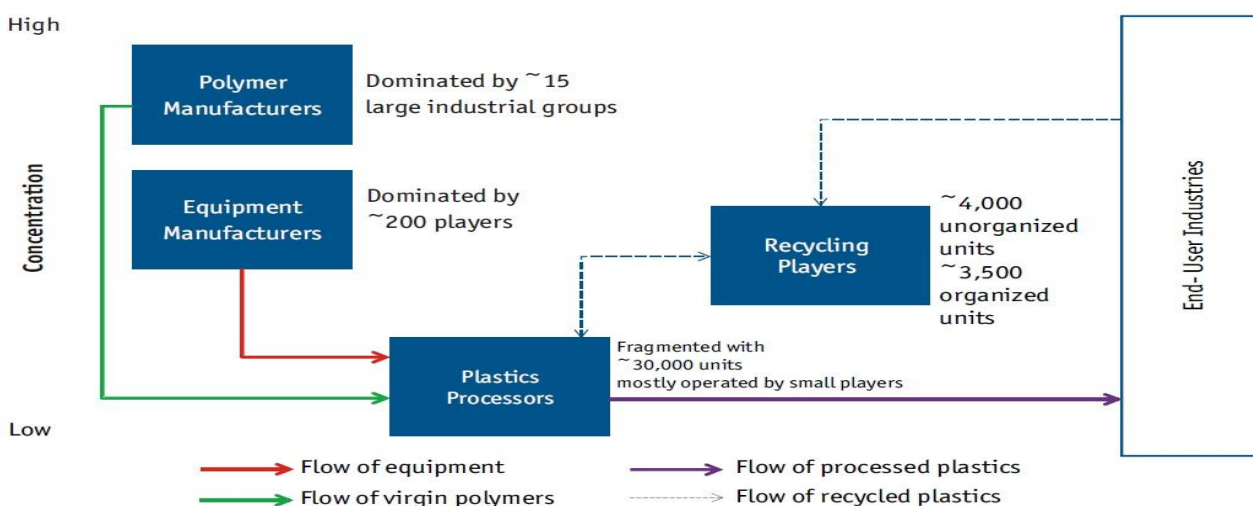 High
Polymer
Manufacturers
Dominated by ~15
large industrial groups
Concentration
Equipment
Manufacturers
Dominated by
~200 players
Recycling
Players
~4,000
unorganized
units
~3,500
organized
units
End- User Industries
Plastics
Processors
Fragmented with
~30,000 units
mostly operated by small players
Low
Flow of equipment
Flow of processed plastics
Flow of virgin polymers
Flow of recycled plastics